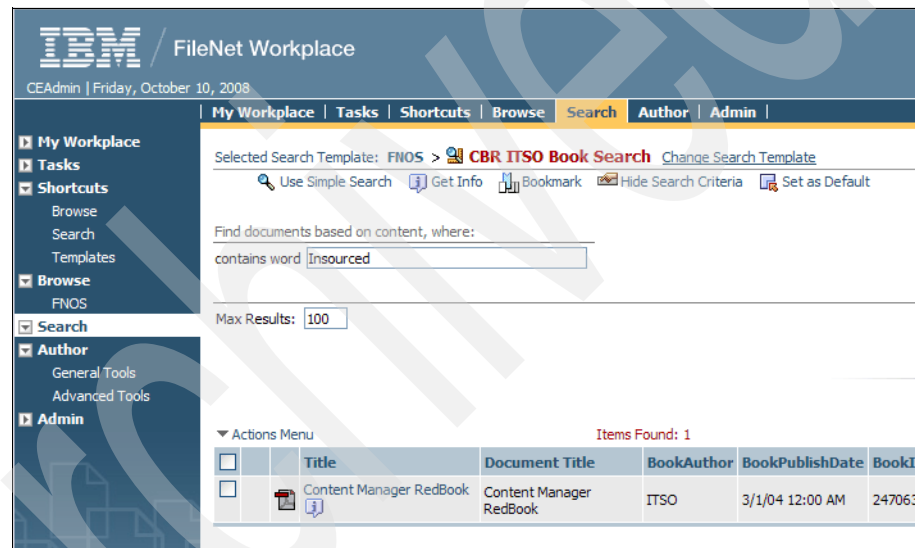 IBM FileNet Workplace
CEAdmin | Friday, October 10, 2008
My Workplace | Tasks | Shortcuts | Browse Search Author | Admin |
My Workplace
Tasks
Shortcuts
Browse
Search
Templates
Browse
FNOS
Search
Author
General Tools
Advanced Tools
Admin
Selected Search Template: FNOS > CBR ITSO Book Search Change Search Template
Use Simple Search Get Info Bookmark Hide Search Criteria Set as Default
Find documents based on content, where:
contains word Insourced
Max Results: 100
Actions Menu Items Found: 1
Title Document Title BookAuthor BookPublishDate BookI
Content Manager RedBook Content Manager RedBook ITSO 3/1/04 12:00 AM 247063